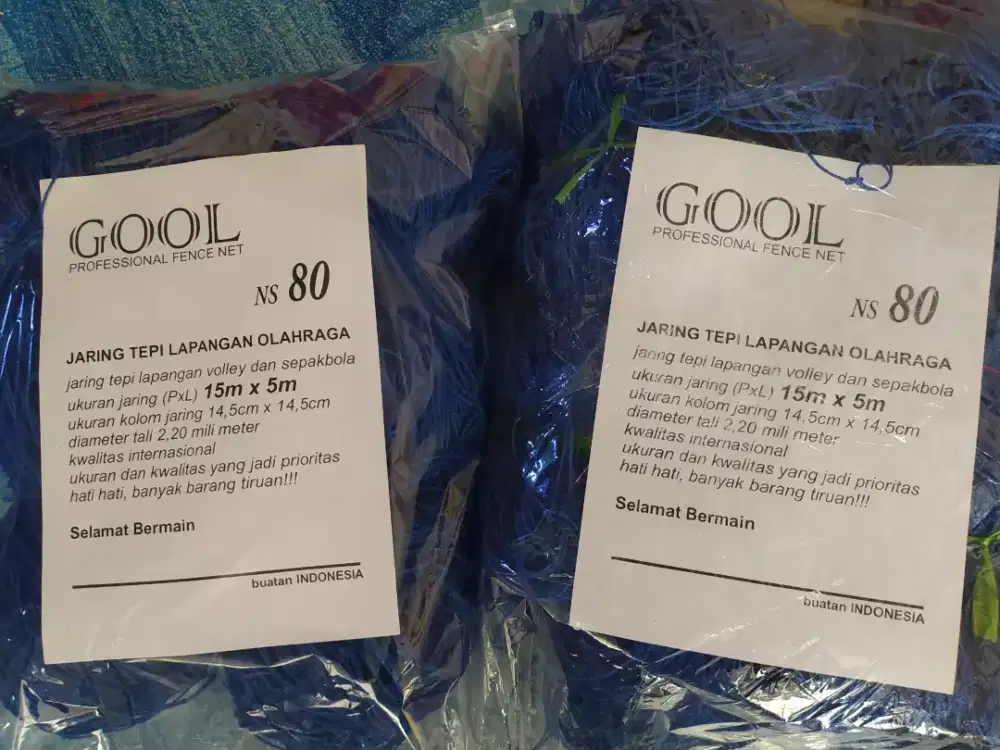 GOOL
PROFESSIONAL FENCE NET
NS 80
JARING TEPI LAPANGAN OLAHRAGA
jaring tepi lapangan volley dan sepakbola
ukuran jaring (PxL) 15m x 5m
ukuran kolom jaring 14,5cm x 14,5cm
diameter tali 2,20 mili meter
kwalitas internasional
ukuran dan kwalitas yang jadi prioritas
hati hati, banyak barang tiruan!!!
Selamat Bermain
buatan INDONESIA
GOOL
PROFESSIONAL FENCE NET
NS 80
JARING TEPI LAPANGAN OLAHRAGA
jaring tepi lapangan volley dan sepakbola
ukuran jaring (PxL) 15m x 5m
ukuran kolom jaring 14,5cm x 14,5cm
diameter tali 2,20 mili meter
kwalitas internasional
ukuran dan kwalitas yang jadi prioritas
hati hati, banyak barang tiruan!!!
Selamat Bermain
buatan INDONESIA